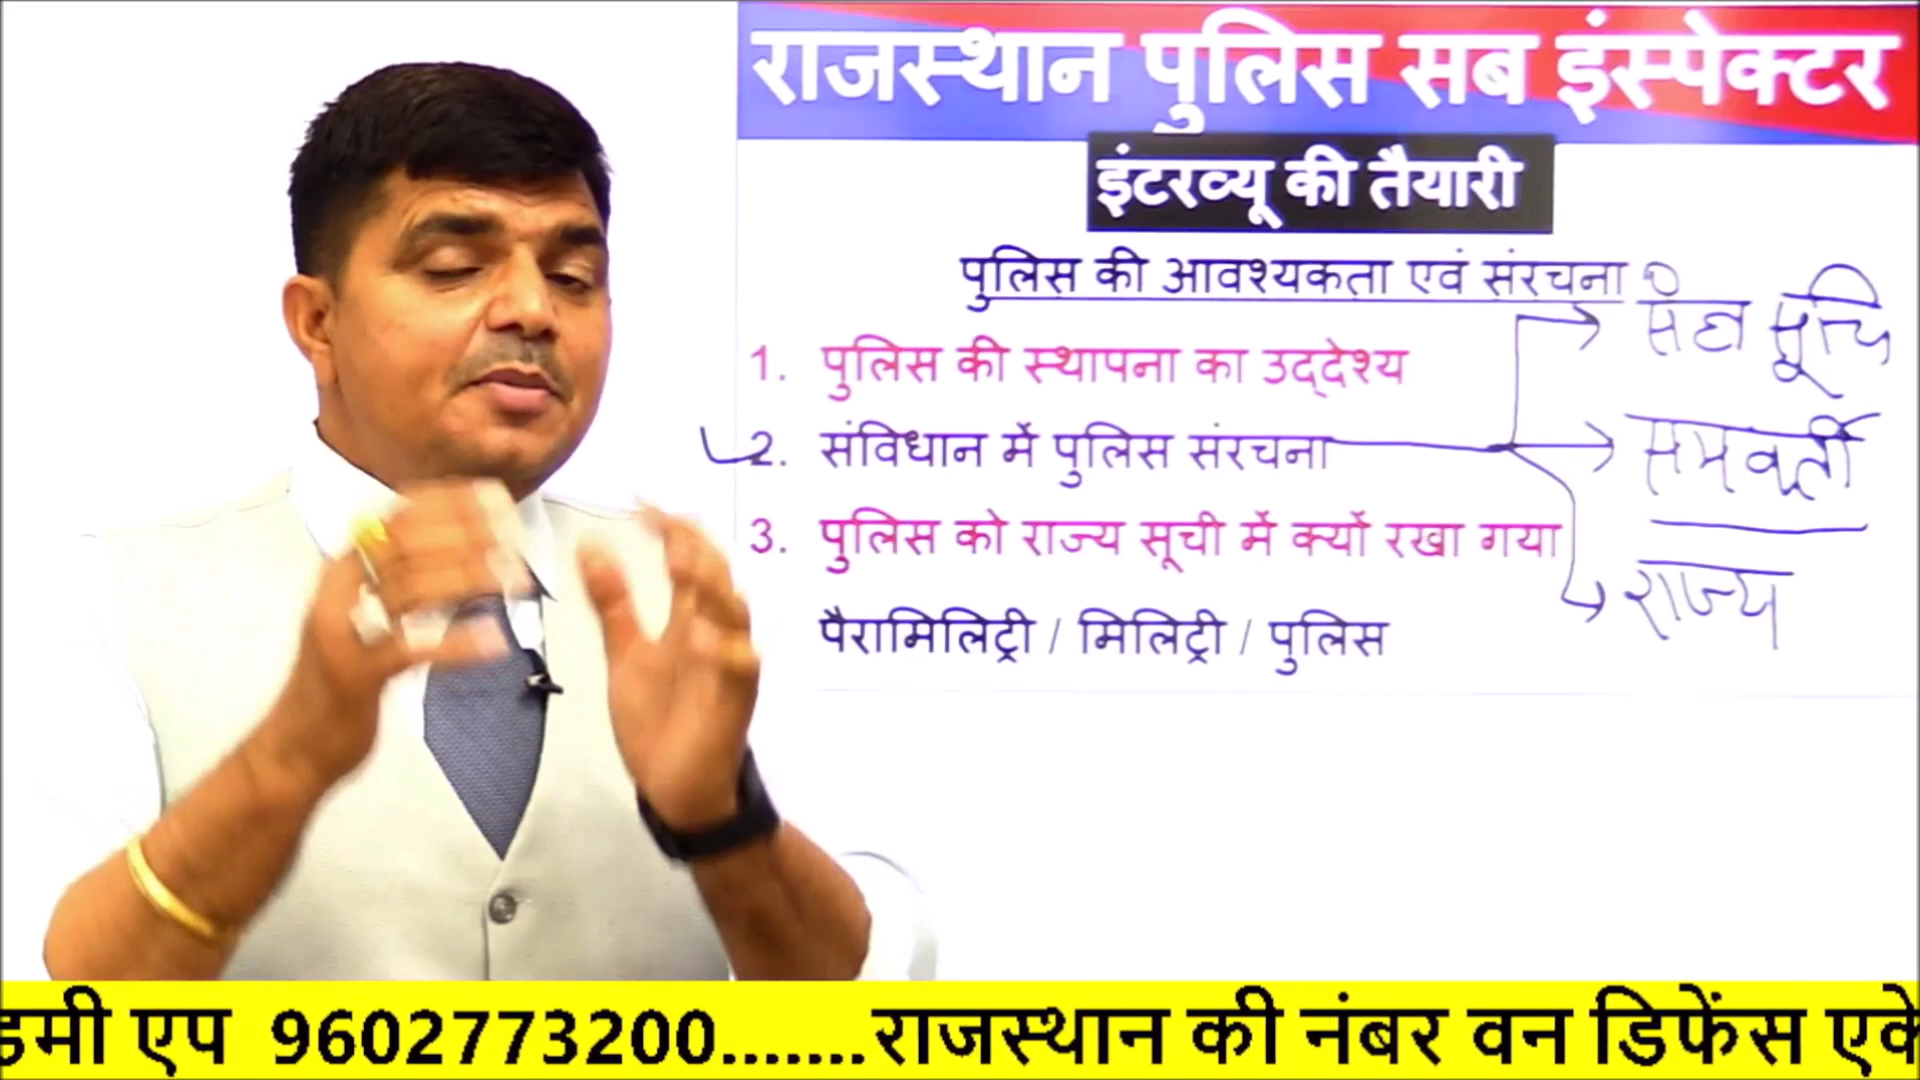 राजस्थान पुलिस सब इंस्पेक्टर
इंटरव्यू की तैयारी
पुलिस की आवश्यकता एवं संरचना
1. पुलिस की स्थापना का उद्देश्य
2. संविधान में पुलिस संरचना
3. पुलिस को राज्य सूची में क्यों रखा गया
पैरामिलिट्री / मिलिट्री / पुलिस
सूचि
समवर्ती
राज्य
डमी एप 9602773200.......राजस्थान की नंबर वन डिफेंस एके